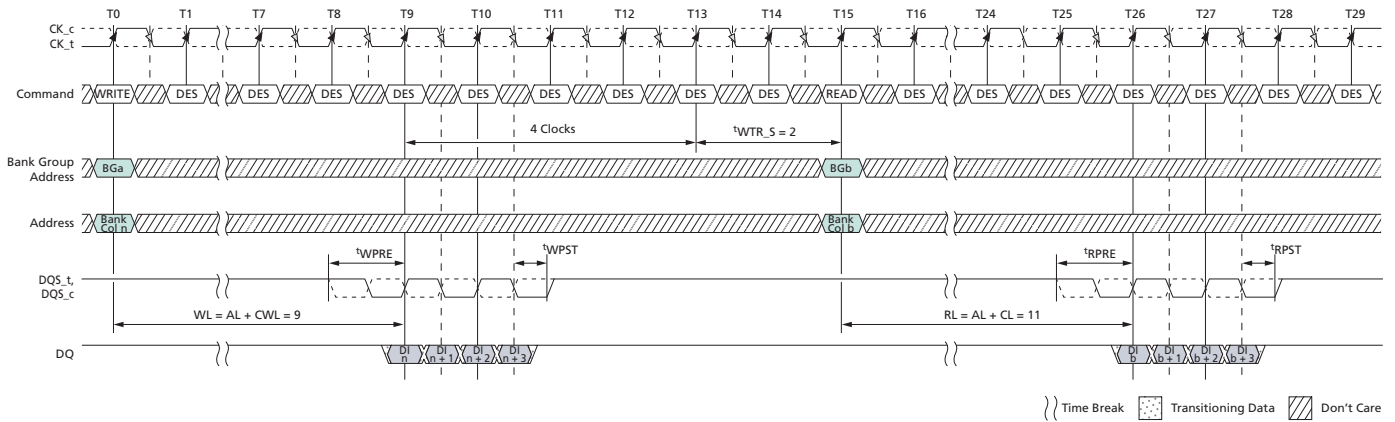 T0 T1 T7 T8 T9 T10 T11 T12 T13 T14 T15 T16 T24 T25 T26 T27 T28 T29
CK_c
CK_t
Command WRITE DES DES DES DES DES DES DES DES DES READ DES DES DES DES DES DES DES
4 Clocks tWTR_S = 2
Bank Group
Address
BGa BGb
Address
Bank
Col n
Bank
Col b
tWPRE tWPST tRPRE tRPST
DQS_t,
DQS_c
WL = AL + CWL = 9 RL = AL + CL = 11
DQ
DI
n
DI
n + 1
DI
n + 2
DI
n + 3
DI
b
DI
b + 1
DI
b + 2
DI
b + 3
Time Break Transitioning Data Don't Care